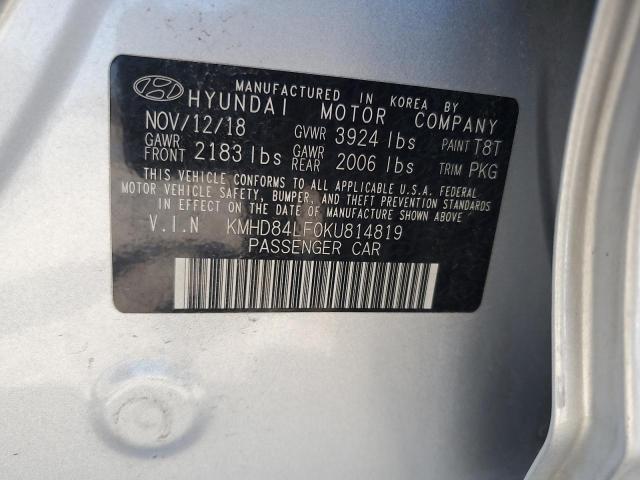 MANUFACTURED IN KOREA BY
HYUNDAI MOTOR COMPANY
NOV/12/18 GVWR 3924 lbs PAINT T8T
GAWR FRONT 2183 lbs GAWR REAR 2006 lbs TRIM PKG
THIS VEHICLE CONFORMS TO ALL APPLICABLE U.S.A. FEDERAL
MOTOR VEHICLE SAFETY, BUMPER, AND THEFT PREVENTION STANDARDS
IN EFFECT ON THE DATE OF MANUFACTURE SHOWN ABOVE.
V.I.N KMHD84LF0KU814819
PASSENGER CAR